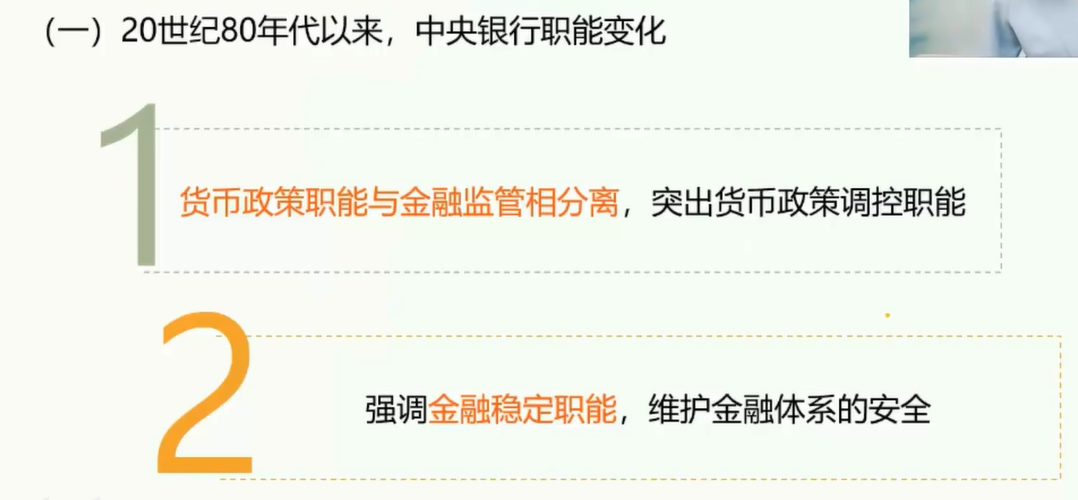 （一）20世纪80年代以来，中央银行职能变化
1
货币政策职能与金融监管相分离，突出货币政策调控职能
2
强调金融稳定职能，维护金融体系的安全